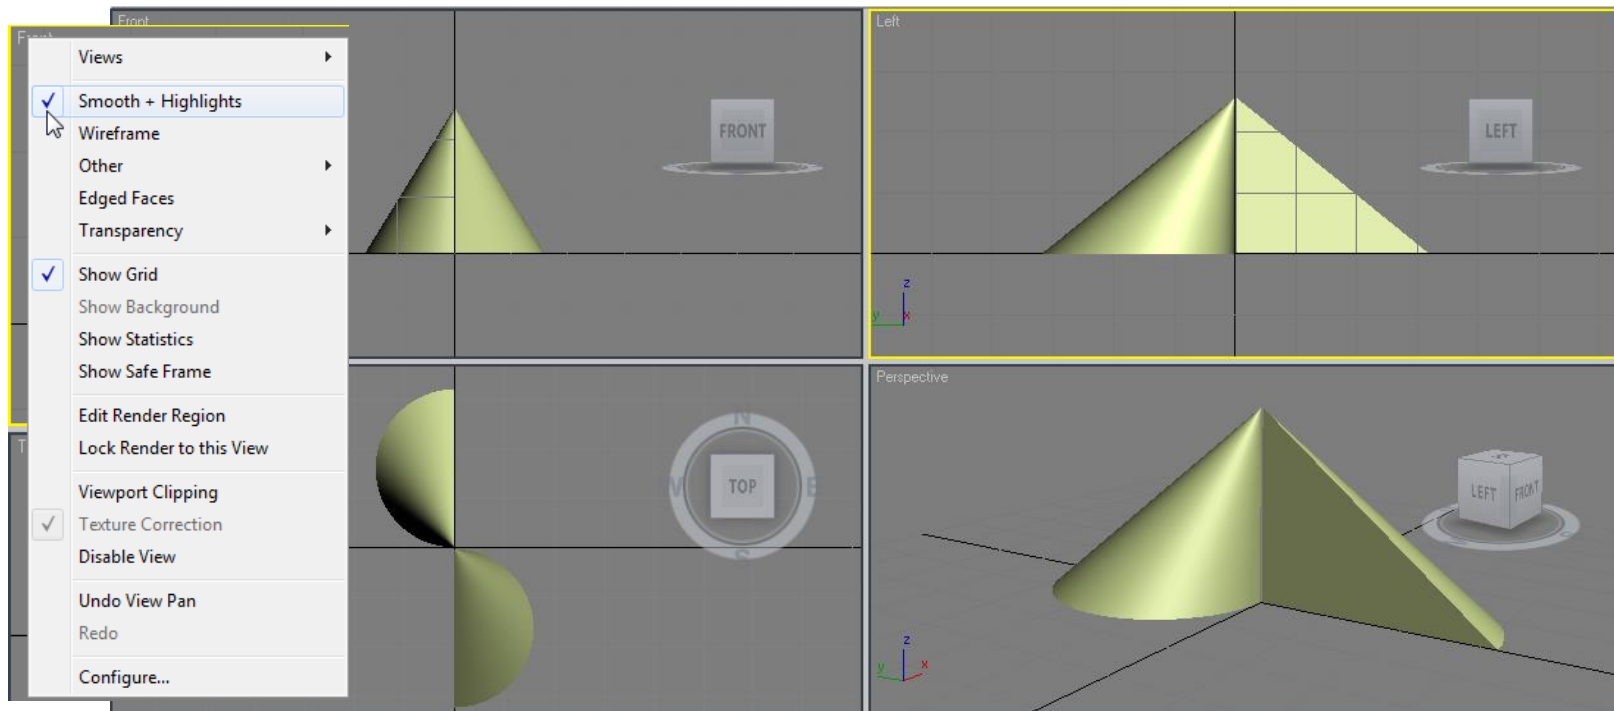 Front
Views
Smooth + Highlights
Wireframe
Other
Edged Faces
Transparency
Show Grid
Show Background
Show Statistics
Show Safe Frame
Edit Render Region
Lock Render to this View
Viewport Clipping
Texture Correction
Disable View
Undo View Pan
Redo
Configure...
Front
FRONT
Left
LEFT
z
y x
T
N
W TOP E
S
Perspective
LEFT FRONT
z
y x